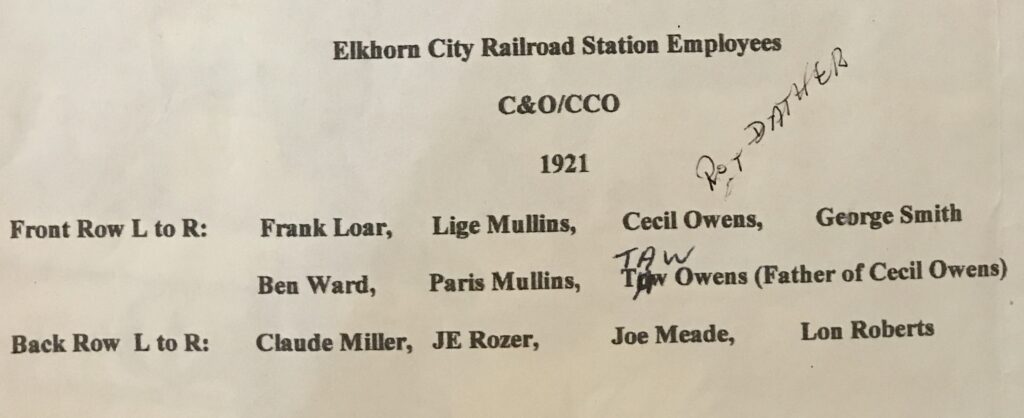 Elkhorn City Railroad Station Employees
C&O/CCO
1921
DATHER
Front Row L to R: Frank Loar, Lige Mullins, Cecil Owens, George Smith
TAW
Ben Ward, Paris Mullins, Taw Owens (Father of Cecil Owens)
Back Row L to R: Claude Miller, JE Rozer, Joe Meade, Lon Roberts